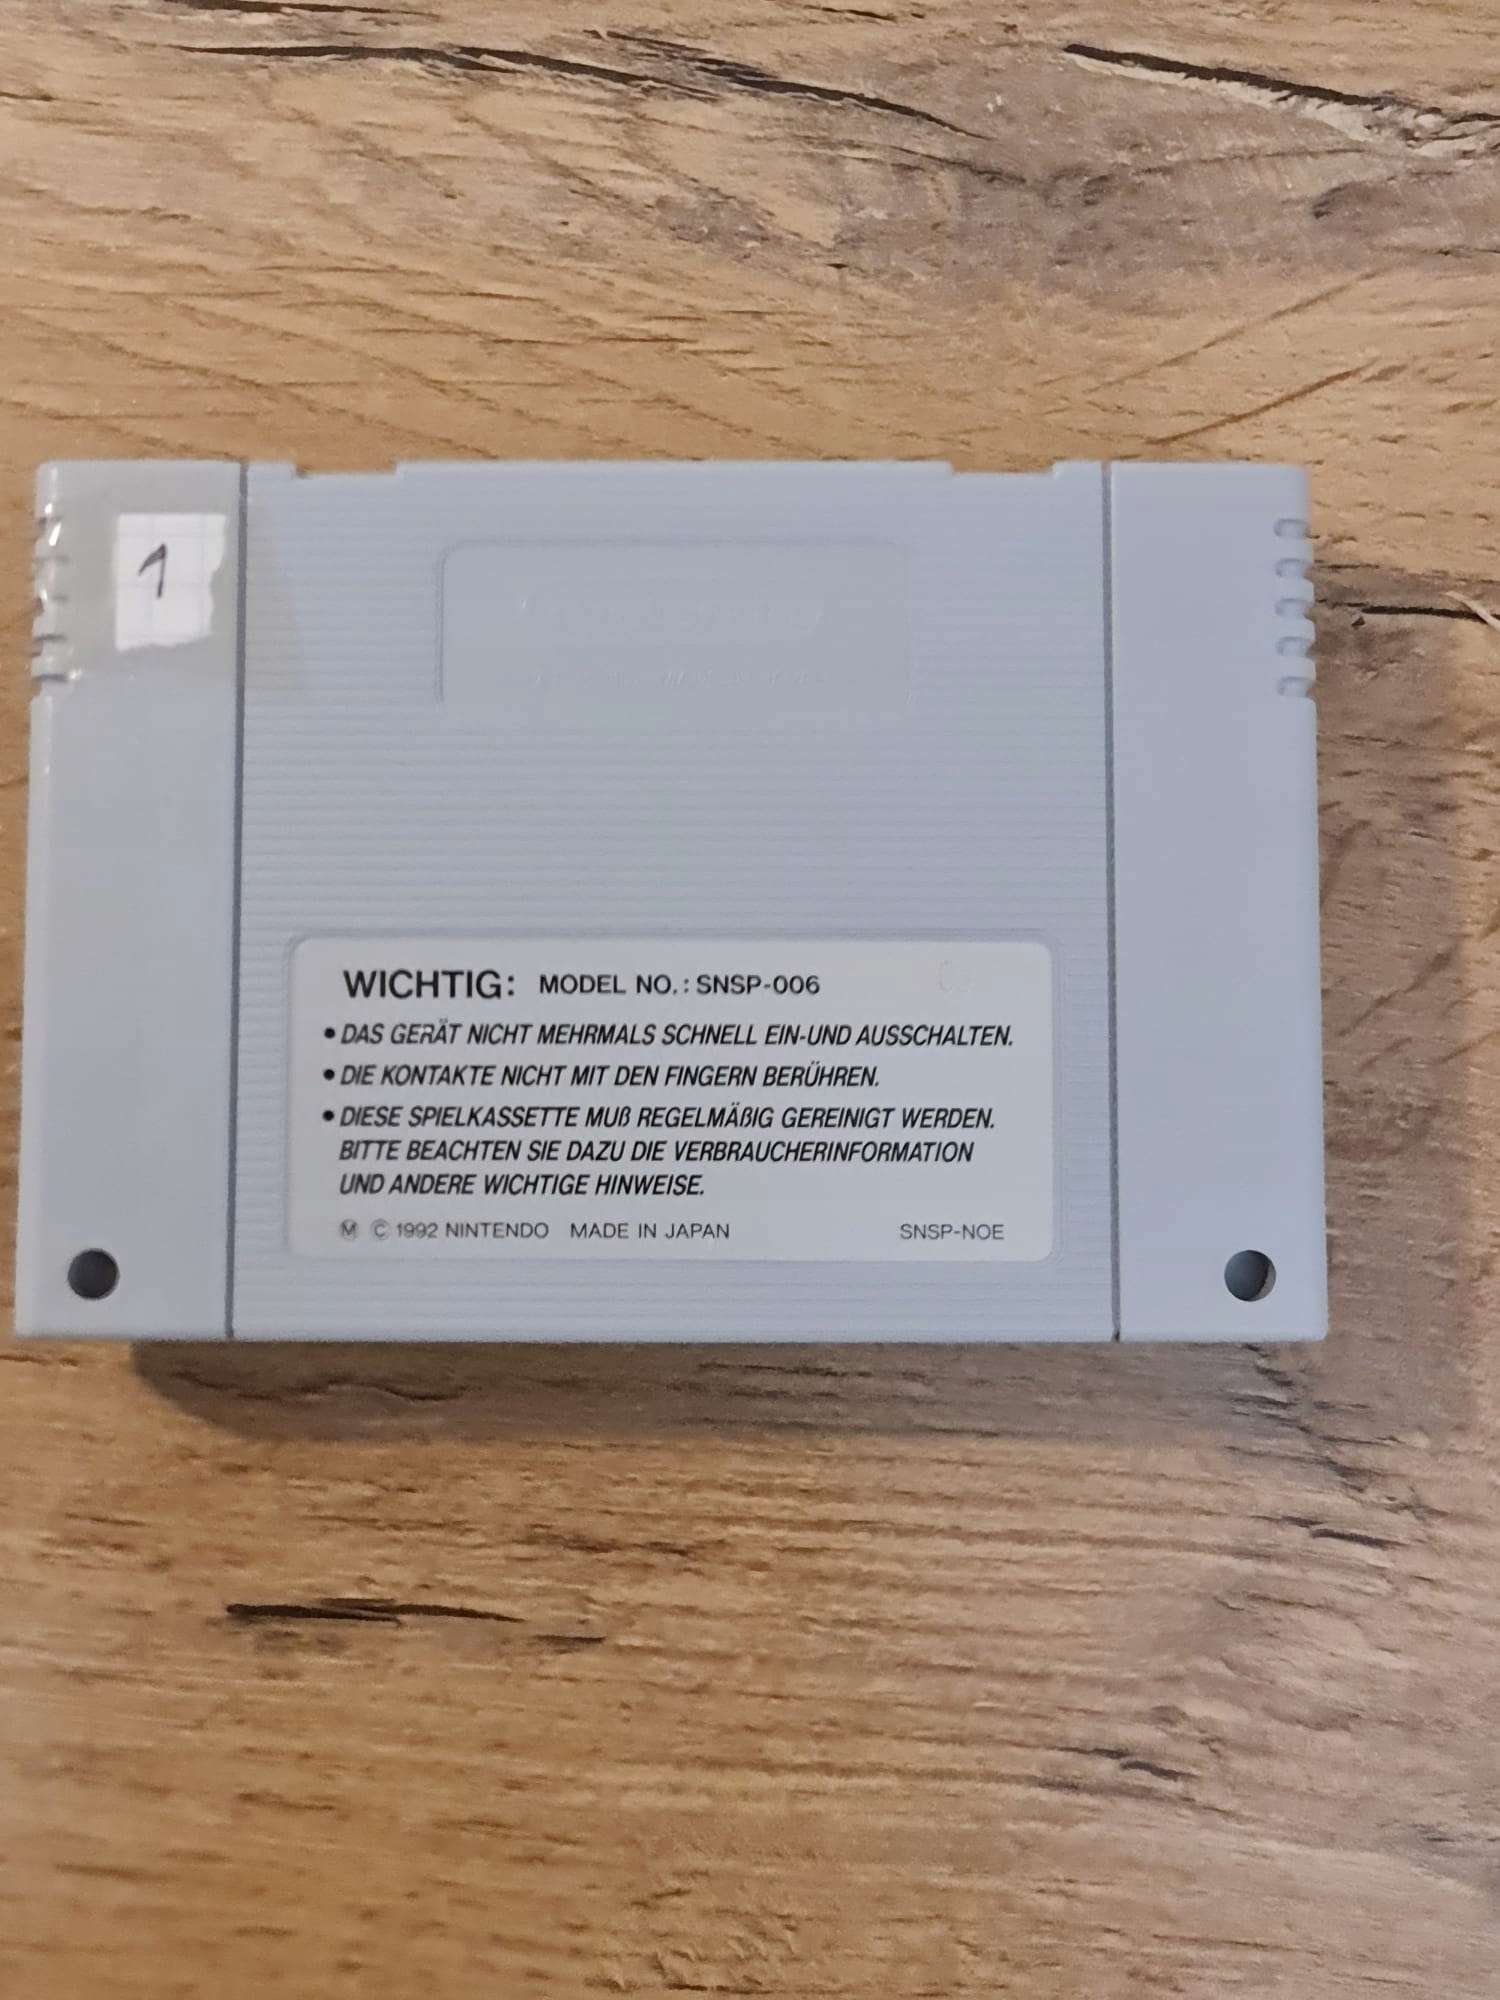 1
WICHTIG: MODEL NO.: SNSP-006
• DAS GERÄT NICHT MEHRMALS SCHNELL EIN-UND AUSSCHALTEN.
• DIE KONTAKTE NICHT MIT DEN FINGERN BERÜHREN.
• DIESE SPIELKASSETTE MUß REGELMÄßIG GEREINIGT WERDEN.
BITTE BEACHTEN SIE DAZU DIE VERBRAUCHERINFORMATION
UND ANDERE WICHTIGE HINWEISE.
Ⓜ © 1992 NINTENDO MADE IN JAPAN SNSP-NOE